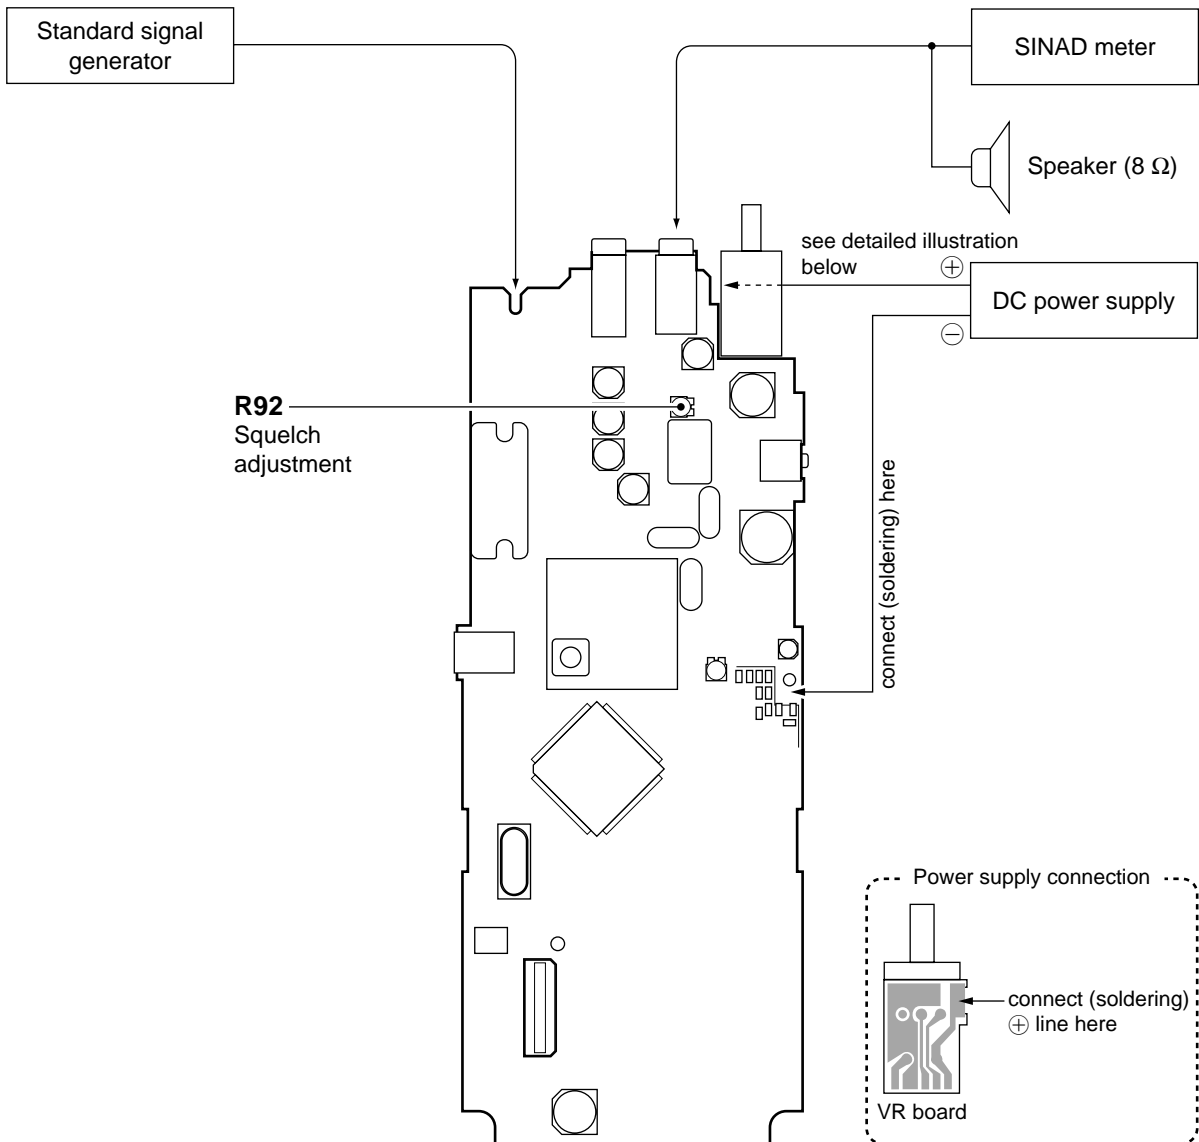 Standard signal
generator
SINAD meter
Speaker (8 Ω)
see detailed illustration
below
⊕
DC power supply
⊖
R92
Squelch
adjustment
connect (soldering) here
Power supply connection
connect (soldering)
⊕ line here
VR board